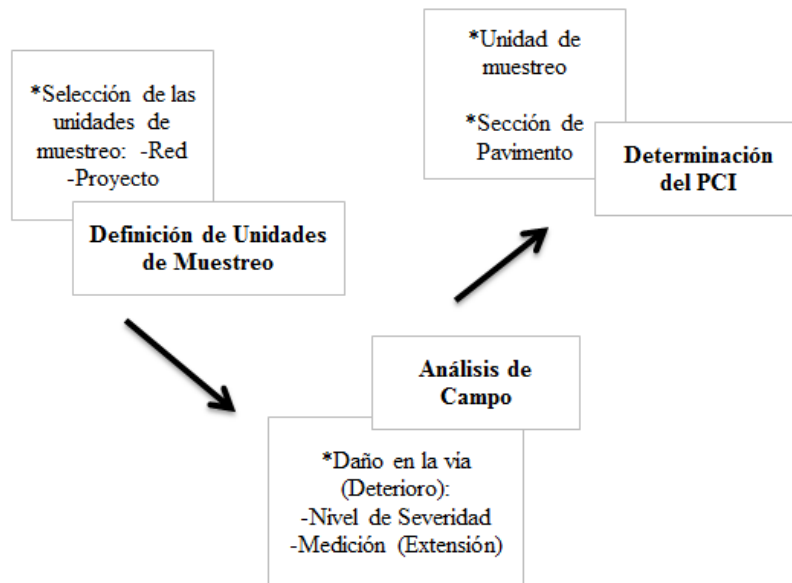 *Selección de las
unidades de
muestreo: -Red
-Proyecto
Definición de Unidades
de Muestreo
*Daño en la vía
(Deterioro):
-Nivel de Severidad
-Medición (Extensión)
Análisis de
Campo
*Unidad de
muestreo
*Sección de
Pavimento
Determinación
del PCI